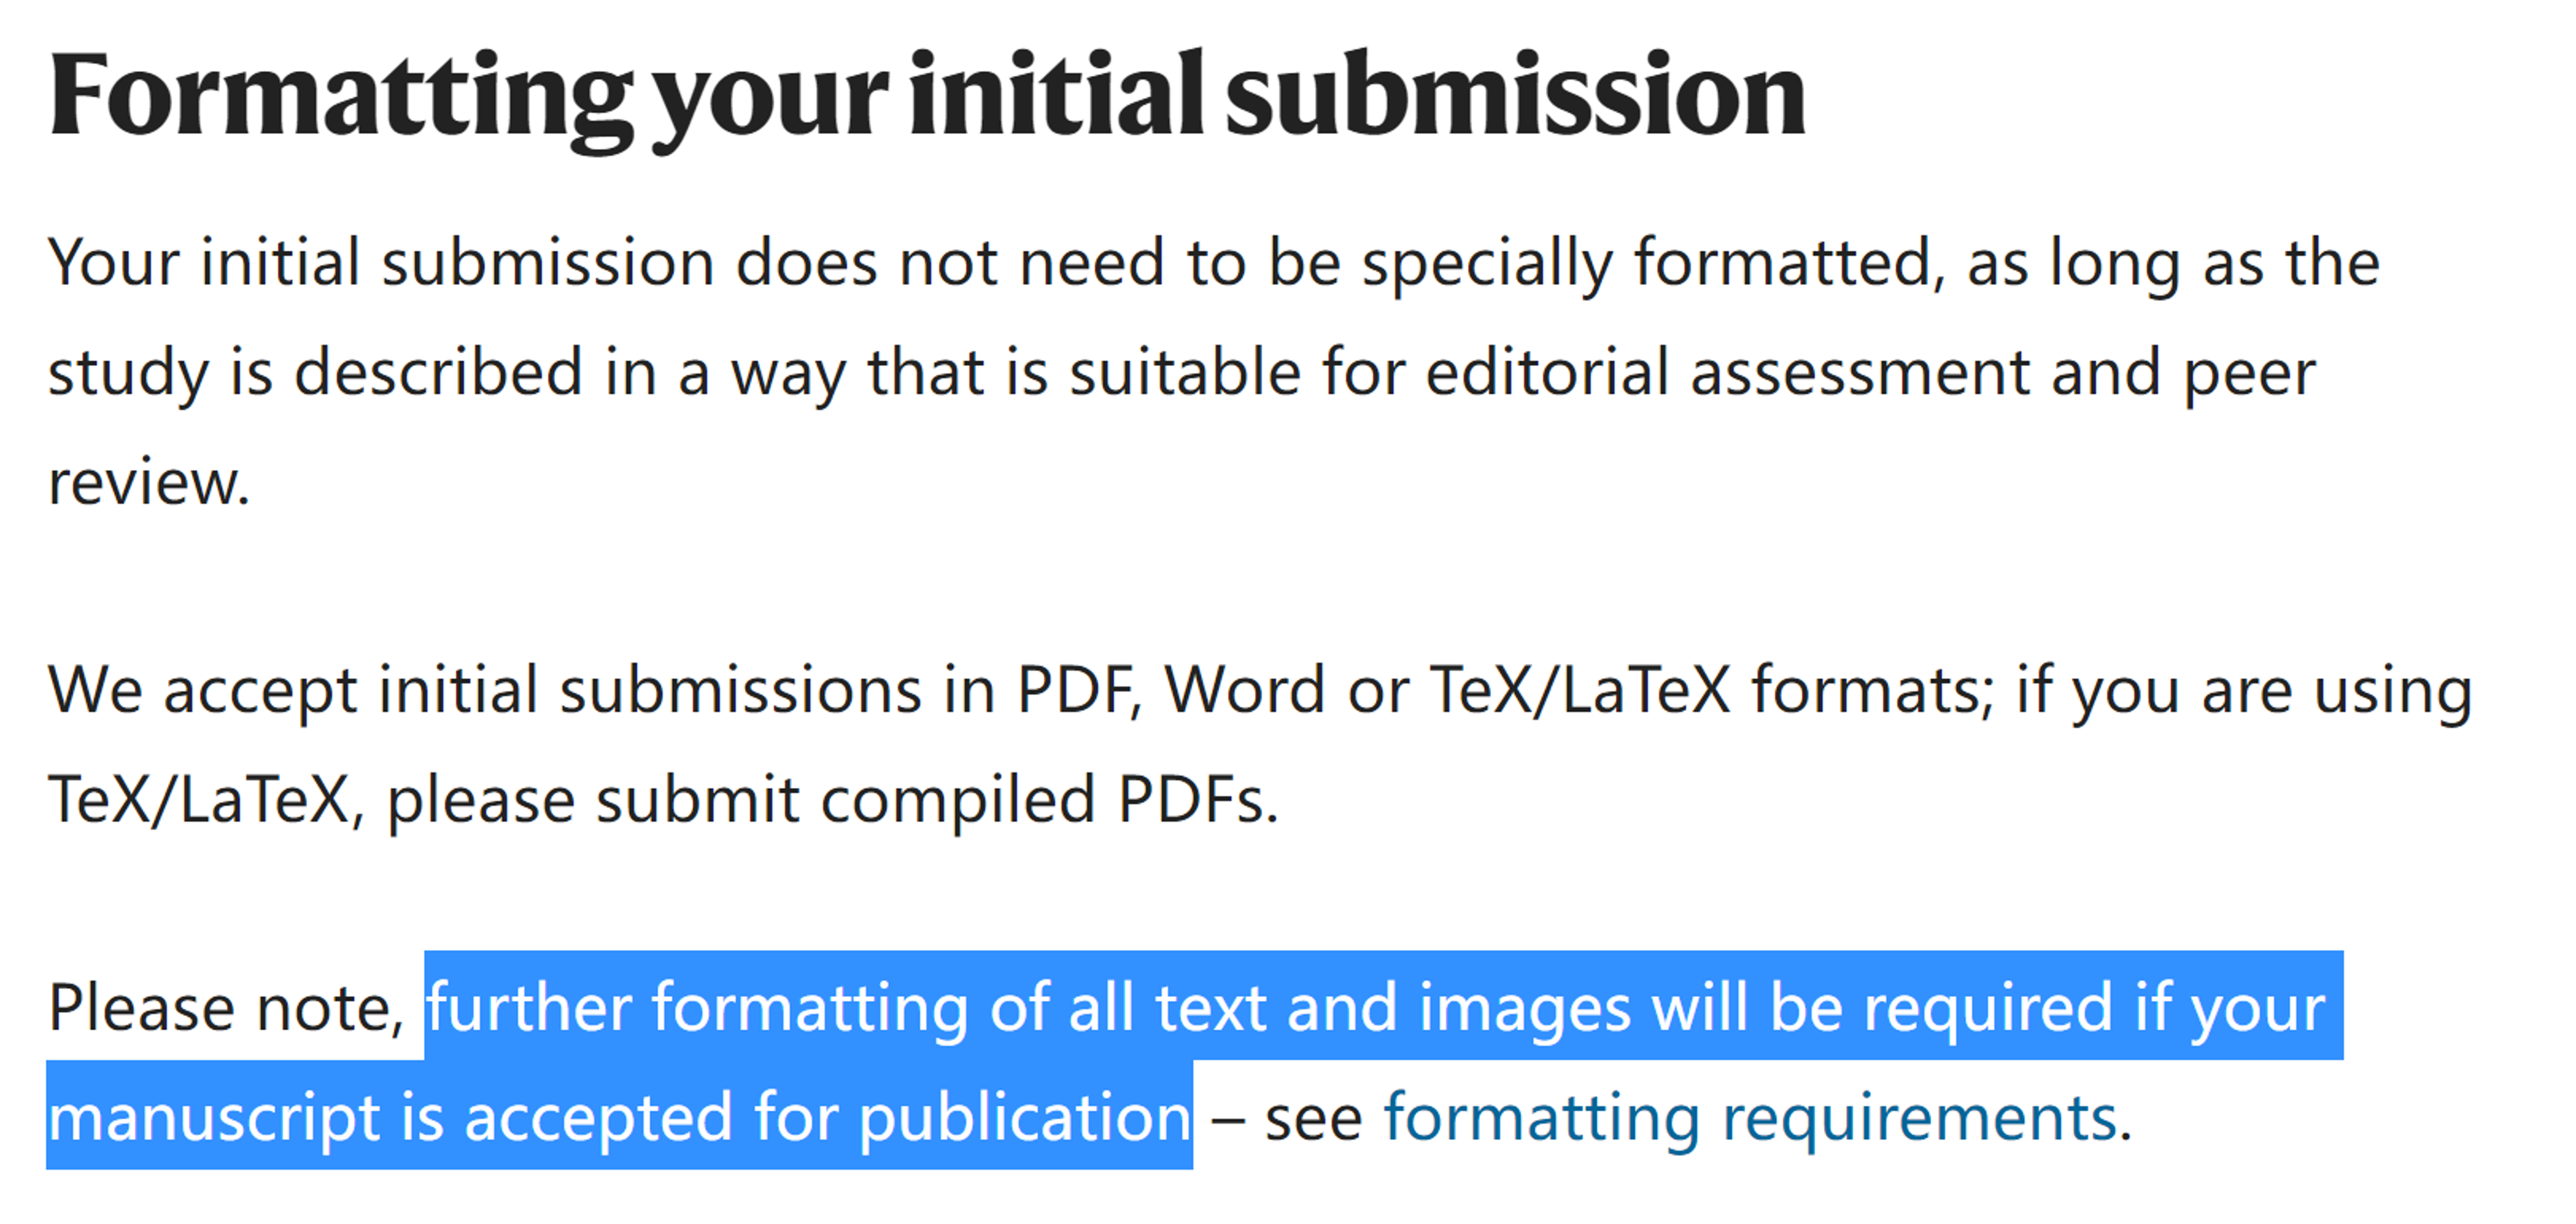 Formatting your initial submission
Your initial submission does not need to be specially formatted, as long as the
study is described in a way that is suitable for editorial assessment and peer
review.
We accept initial submissions in PDF, Word or TeX/LaTeX formats; if you are using
TeX/LaTeX, please submit compiled PDFs.
Please note, further formatting of all text and images will be required if your
manuscript is accepted for publication – see formatting requirements.